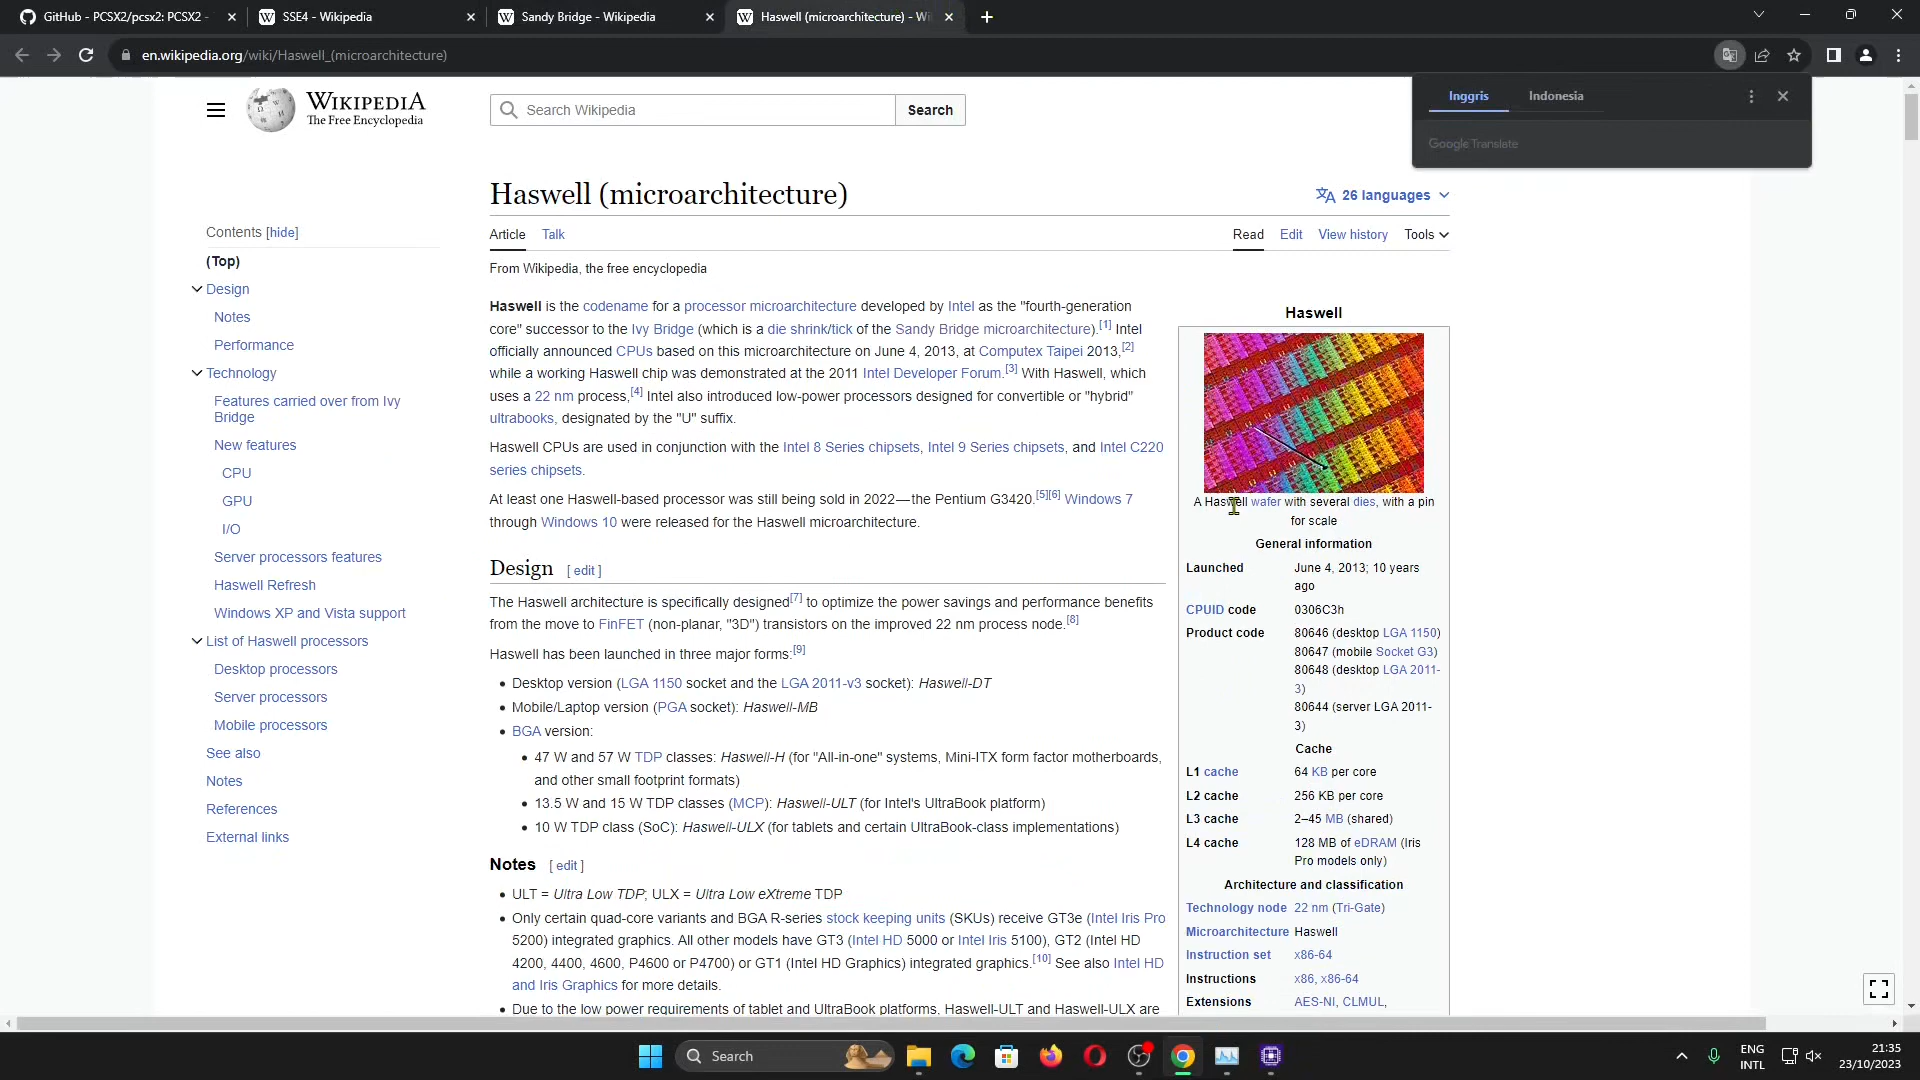 GitHub - PCSX2/pcsx2: PCSX2 -
SSE4 - Wikipedia
Sandy Bridge - Wikipedia
Haswell (microarchitecture) - Wi
en.wikipedia.org/wiki/Haswell_(microarchitecture)
Inggris
Indonesia
Google Translate
WIKIPEDIA
The Free Encyclopedia
Search Wikipedia
Search
Haswell (microarchitecture)
26 languages
Article
Talk
Read
Edit
View history
Tools
From Wikipedia, the free encyclopedia
Contents [hide]
(Top)
Design
Notes
Performance
Technology
Features carried over from Ivy
Bridge
New features
CPU
GPU
I/O
Server processors features
Haswell Refresh
Windows XP and Vista support
List of Haswell processors
Desktop processors
Server processors
Mobile processors
See also
Notes
References
External links
Haswell is the codename for a processor microarchitecture developed by Intel as the "fourth-generation
core" successor to the Ivy Bridge (which is a die shrink/tick of the Sandy Bridge microarchitecture).[1] Intel
officially announced CPUs based on this microarchitecture on June 4, 2013, at Computex Taipei 2013,[2]
while a working Haswell chip was demonstrated at the 2011 Intel Developer Forum.[3] With Haswell, which
uses a 22 nm process,[4] Intel also introduced low-power processors designed for convertible or "hybrid"
ultrabooks, designated by the "U" suffix.
Haswell CPUs are used in conjunction with the Intel 8 Series chipsets, Intel 9 Series chipsets, and Intel C220
series chipsets.
At least one Haswell-based processor was still being sold in 2022—the Pentium G3420.[5][6] Windows 7
through Windows 10 were released for the Haswell microarchitecture.
Design [ edit ]
The Haswell architecture is specifically designed[7] to optimize the power savings and performance benefits
from the move to FinFET (non-planar, "3D") transistors on the improved 22 nm process node.[8]
Haswell has been launched in three major forms:[9]
• Desktop version (LGA 1150 socket and the LGA 2011-v3 socket): Haswell-DT
• Mobile/Laptop version (PGA socket): Haswell-MB
• BGA version:
• 47 W and 57 W TDP classes: Haswell-H (for "All-in-one" systems, Mini-ITX form factor motherboards,
and other small footprint formats)
• 13.5 W and 15 W TDP classes (MCP): Haswell-ULT (for Intel's UltraBook platform)
• 10 W TDP class (SoC): Haswell-ULX (for tablets and certain UltraBook-class implementations)
Notes [ edit ]
• ULT = Ultra Low TDP; ULX = Ultra Low eXtreme TDP
• Only certain quad-core variants and BGA R-series stock keeping units (SKUs) receive GT3e (Intel Iris Pro
5200) integrated graphics. All other models have GT3 (Intel HD 5000 or Intel Iris 5100), GT2 (Intel HD
4200, 4400, 4600, P4600 or P4700) or GT1 (Intel HD Graphics) integrated graphics.[10] See also Intel HD
and Iris Graphics for more details.
• Due to the low power requirements of tablet and UltraBook platforms, Haswell-ULT and Haswell-ULX are
Haswell
A Haswell wafer with several dies, with a pin
for scale
General information
Launched June 4, 2013; 10 years
ago
CPUID code 0306C3h
Product code 80646 (desktop LGA 1150)
80647 (mobile Socket G3)
80648 (desktop LGA 2011-
3)
80644 (server LGA 2011-
3)
Cache
L1 cache 64 KB per core
L2 cache 256 KB per core
L3 cache 2–45 MB (shared)
L4 cache 128 MB of eDRAM (Iris
Pro models only)
Architecture and classification
Technology node 22 nm (Tri-Gate)
Microarchitecture Haswell
Instruction set x86-64
Instructions x86, x86-64
Extensions AES-NI, CLMUL,
Search
ENG
INTL
21:35
23/10/2023